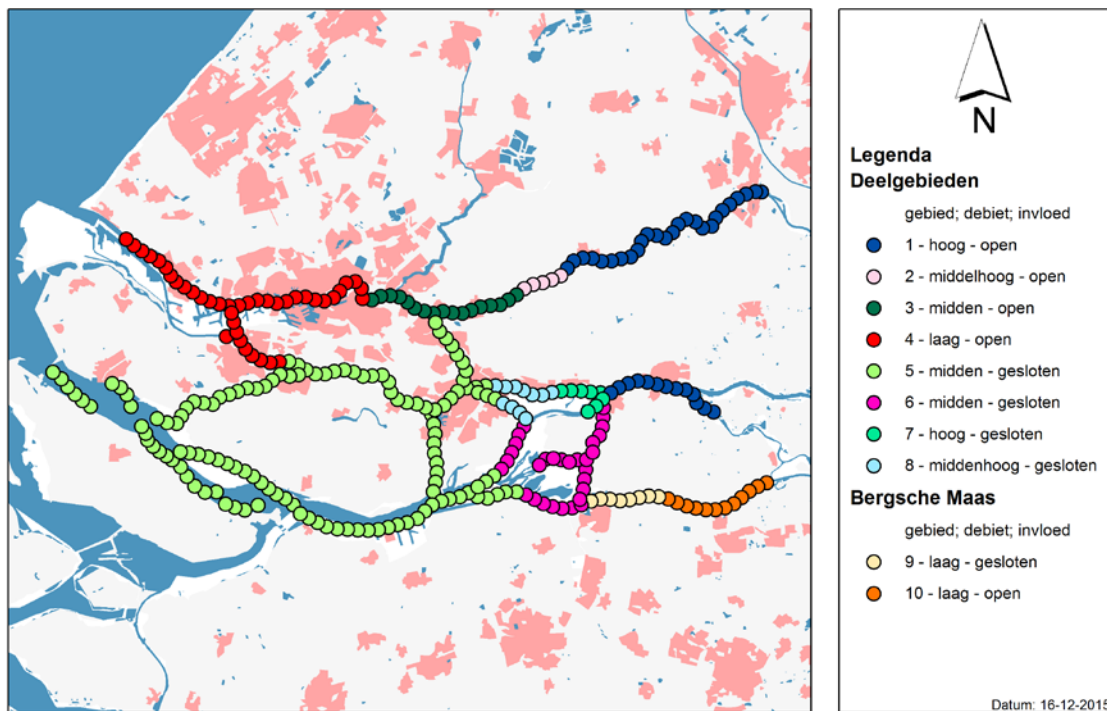 N
Legenda
Deelgebieden
gebied; debiet; invloed
1 - hoog - open
2 - middelhoog - open
3 - midden - open
4 - laag - open
5 - midden - gesloten
6 - midden - gesloten
7 - hoog - gesloten
8 - middenhoog - gesloten
Bergsche Maas
gebied; debiet; invloed
9 - laag - gesloten
10 - laag - open
Datum: 16-12-2015